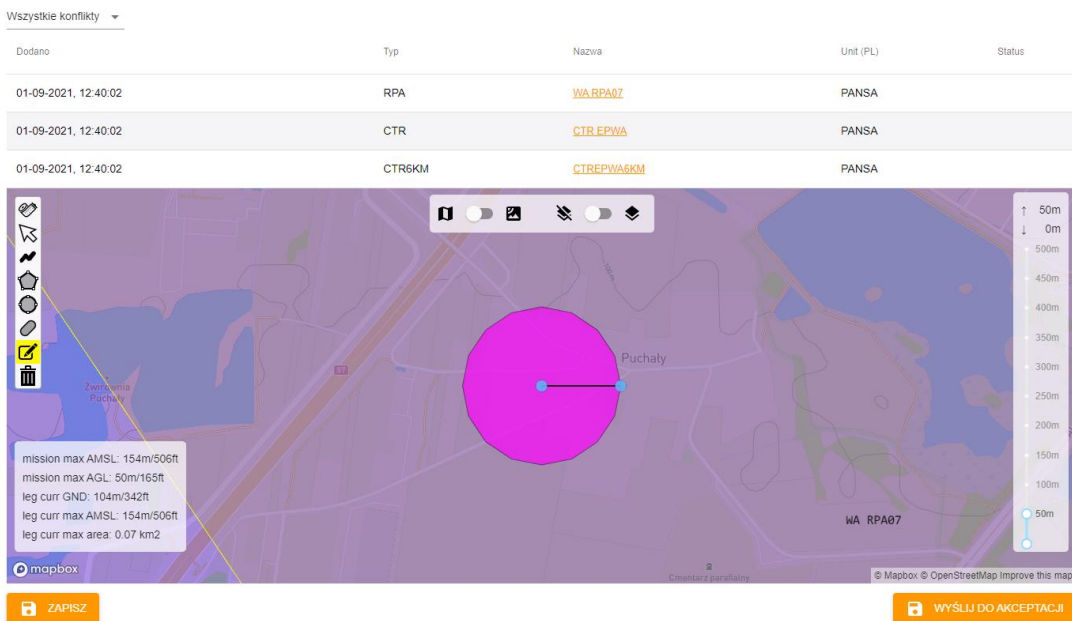 Wszystkie konflikty
Dodano Typ Nazwa Unit (PL) Status
01-09-2021, 12:40:02 RPA WA RPA07 PANSA
01-09-2021, 12:40:02 CTR CTR EPWA PANSA
01-09-2021, 12:40:02 CTR6KM CTREPWA6KM PANSA
↑ 50m
↓ 0m
500m
450m
400m
350m
300m
250m
200m
150m
100m
50m
Puchały
Żwirownia
Puchały
mission max AMSL: 154m/506ft
mission max AGL: 50m/165ft
leg curr GND: 104m/342ft
leg curr max AMSL: 154m/506ft
leg curr max area: 0.07 km2
WA RPA07
Cmentarz parafialny
mapbox
© Mapbox © OpenStreetMap Improve this map
ZAPISZ
WYŚLIJ DO AKCEPTACJI